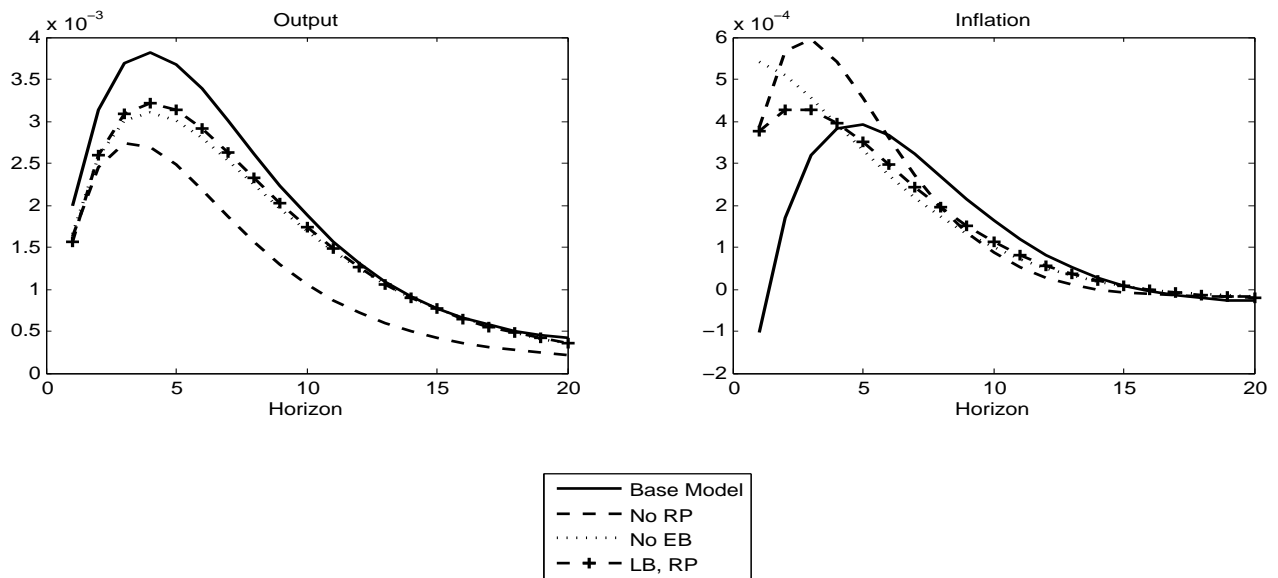 Output
x 10−3
4
3.5
3
2.5
2
1.5
1
0.5
0
0 5 10 15 20
Horizon
Inflation
x 10−4
6
5
4
3
2
1
0
−1
−2
0 5 10 15 20
Horizon
Base Model
No RP
No EB
LB, RP